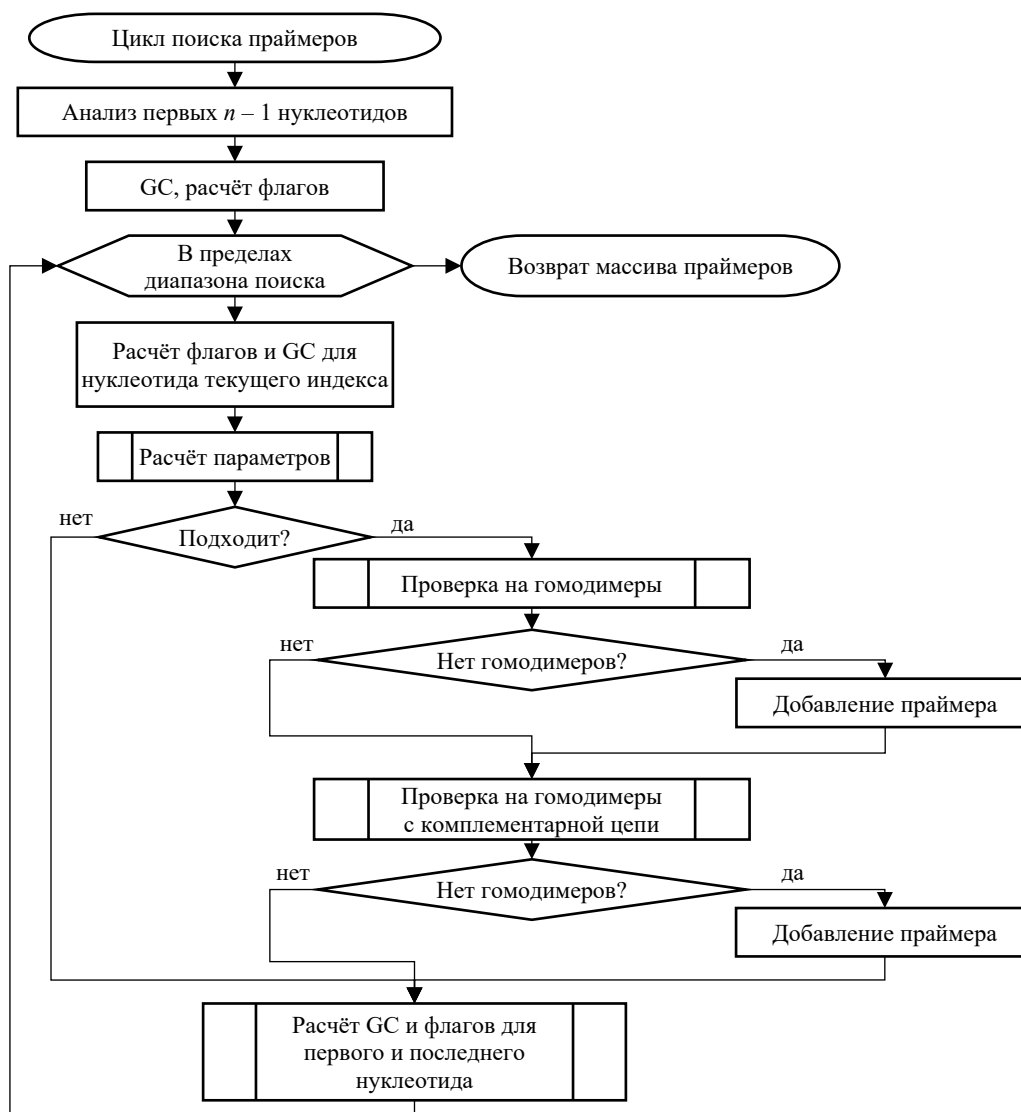 Цикл поиска праймеров
Анализ первых n – 1 нуклеотидов
GC, расчёт флагов
В пределах
диапазона поиска
Возврат массива праймеров
Расчёт флагов и GC для
нуклеотида текущего индекса
Расчёт параметров
нет
Подходит?
да
Проверка на гомодимеры
нет
Нет гомодимеров?
да
Добавление праймера
Проверка на гомодимеры
с комплементарной цепи
нет
Нет гомодимеров?
да
Добавление праймера
Расчёт GC и флагов для
первого и последнего
нуклеотида